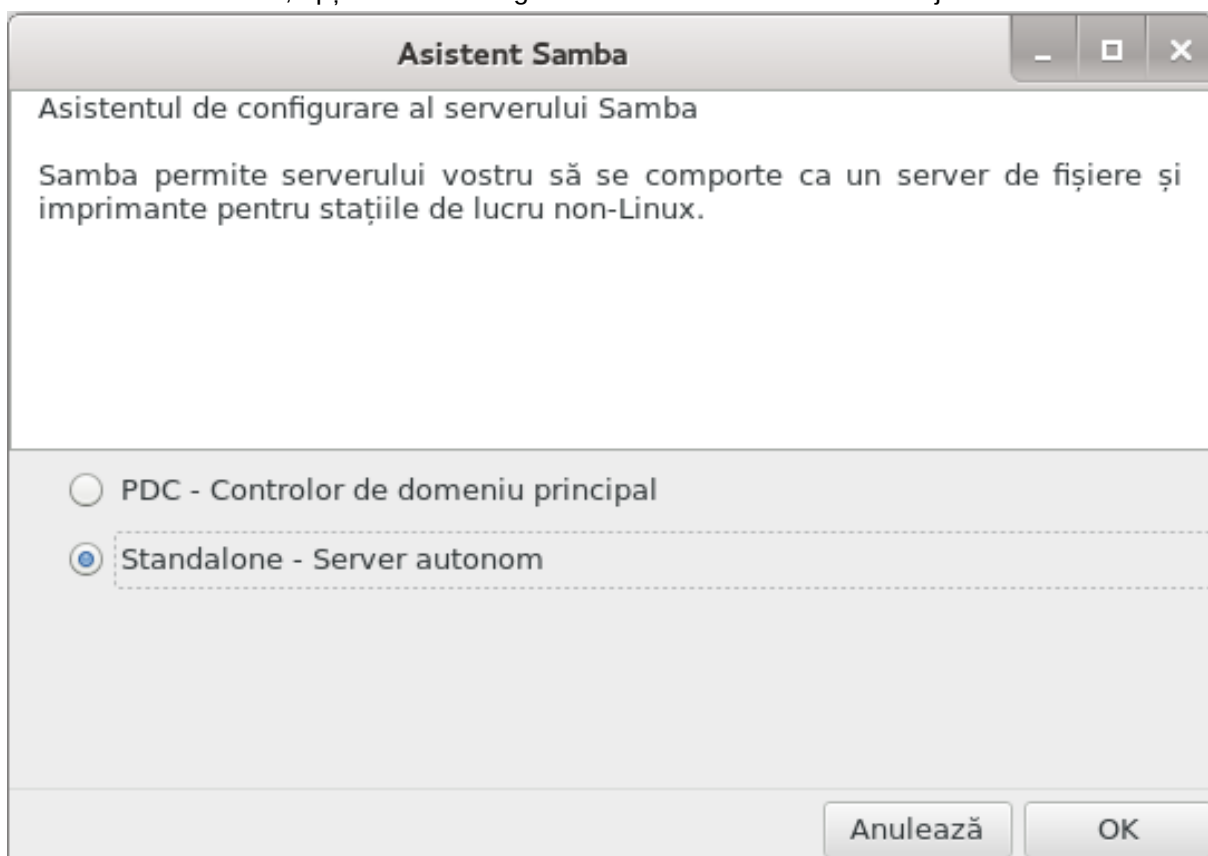 Asistent Samba
Asistentul de configurare al serverului Samba
Samba permite serverului vostru să se comporte ca un server de fișiere și
imprimante pentru stațiile de lucru non-Linux.
PDC - Controlor de domeniu principal
Standalone - Server autonom
Anulează
OK